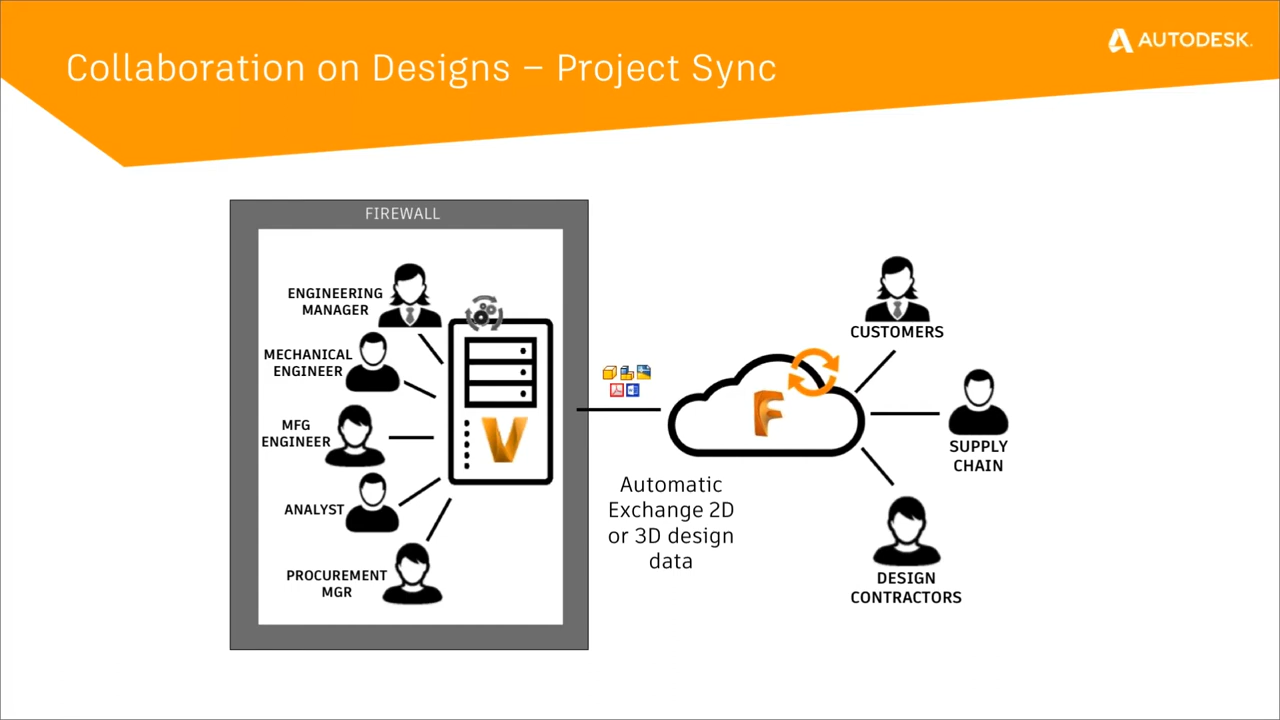 Collaboration on Designs – Project Sync
AUTODESK.
FIREWALL
ENGINEERING
MANAGER
MECHANICAL
ENGINEER
MFG
ENGINEER
ANALYST
PROCUREMENT
MGR
V
Automatic
Exchange 2D
or 3D design
data
F
CUSTOMERS
SUPPLY
CHAIN
DESIGN
CONTRACTORS